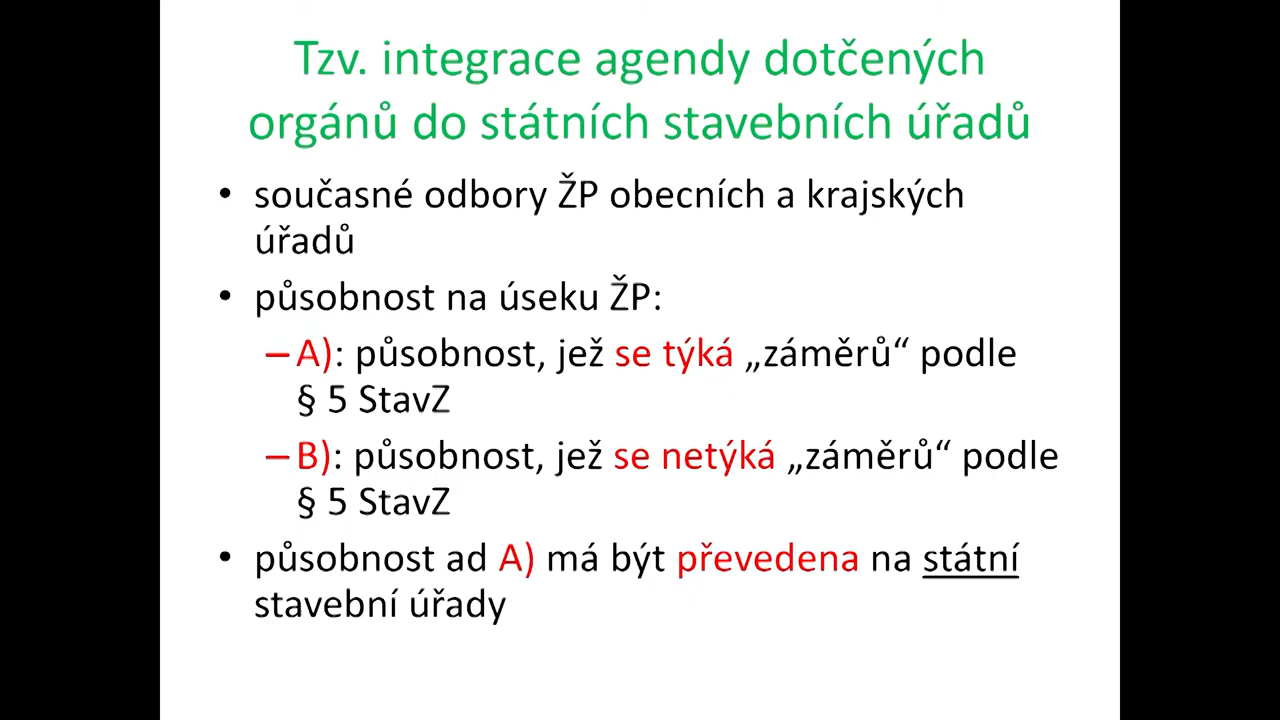 Tzv. integrace agendy dotčených
orgánů do státních stavebních úřadů
• současné odbory ŽP obecních a krajských
úřadů
• působnost na úseku ŽP:
– A): působnost, jež se týká „záměrů“ podle
§ 5 StavZ
– B): působnost, jež se netýká „záměrů“ podle
§ 5 StavZ
• působnost ad A) má být převedena na státní
stavební úřady